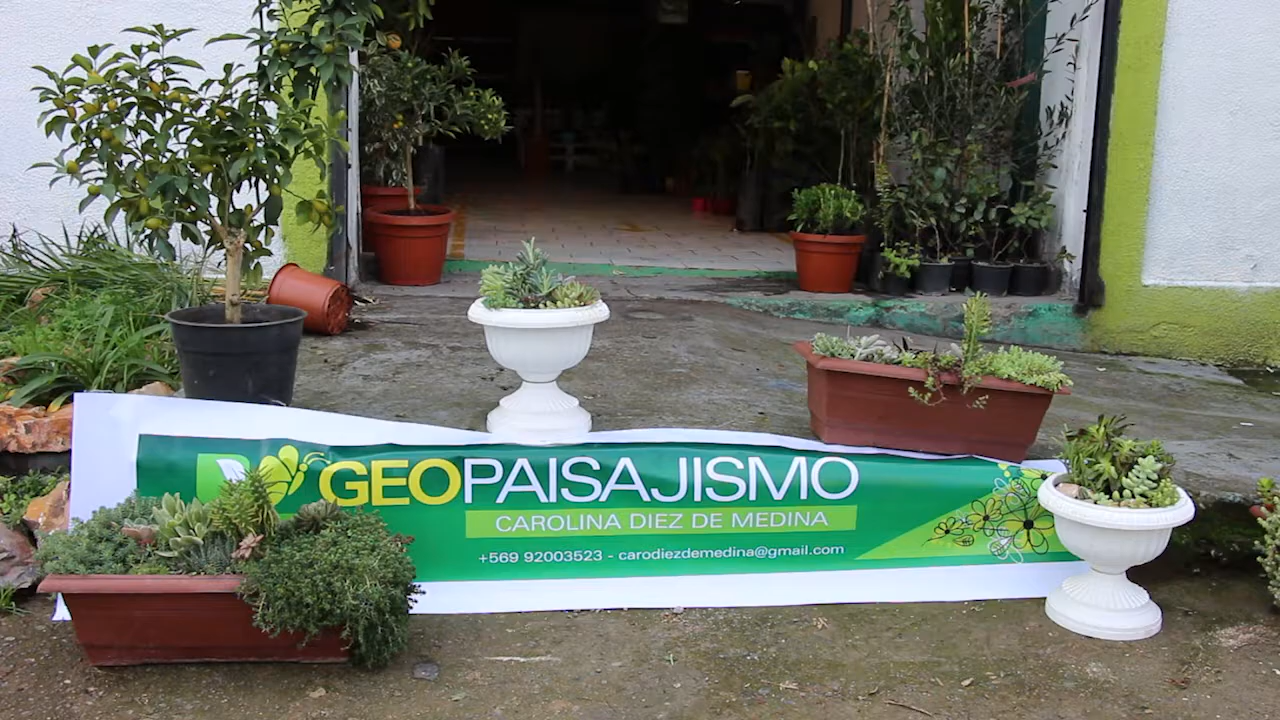 GEOPAISAJISMO
CAROLINA DIEZ DE MEDINA
+569 92003523 - carodiezdemedina@gmail.com